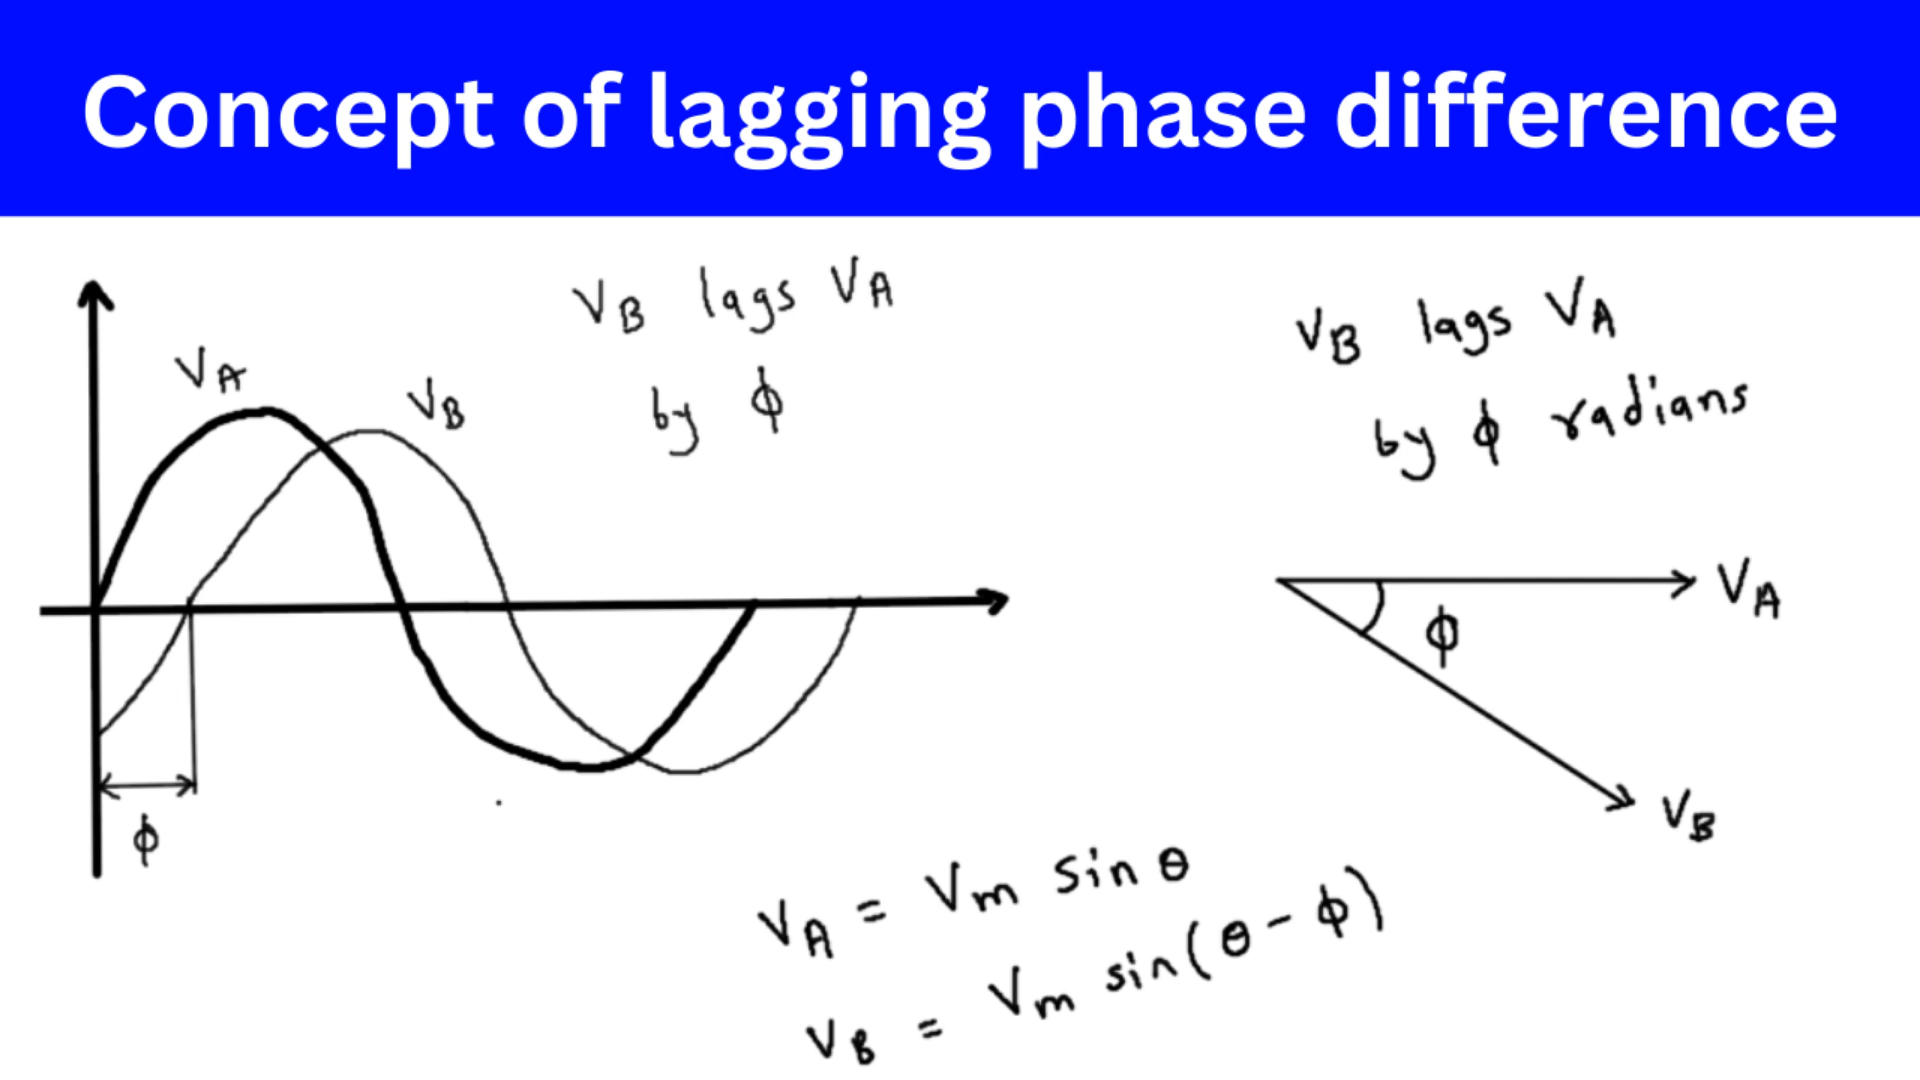 Concept of lagging phase difference
VB lags VA
by ϕ
VA
VB
ϕ
VB lags VA
by ϕ radians
VA
ϕ
VB
VA = Vm sin θ
VB = Vm sin(θ - ϕ)